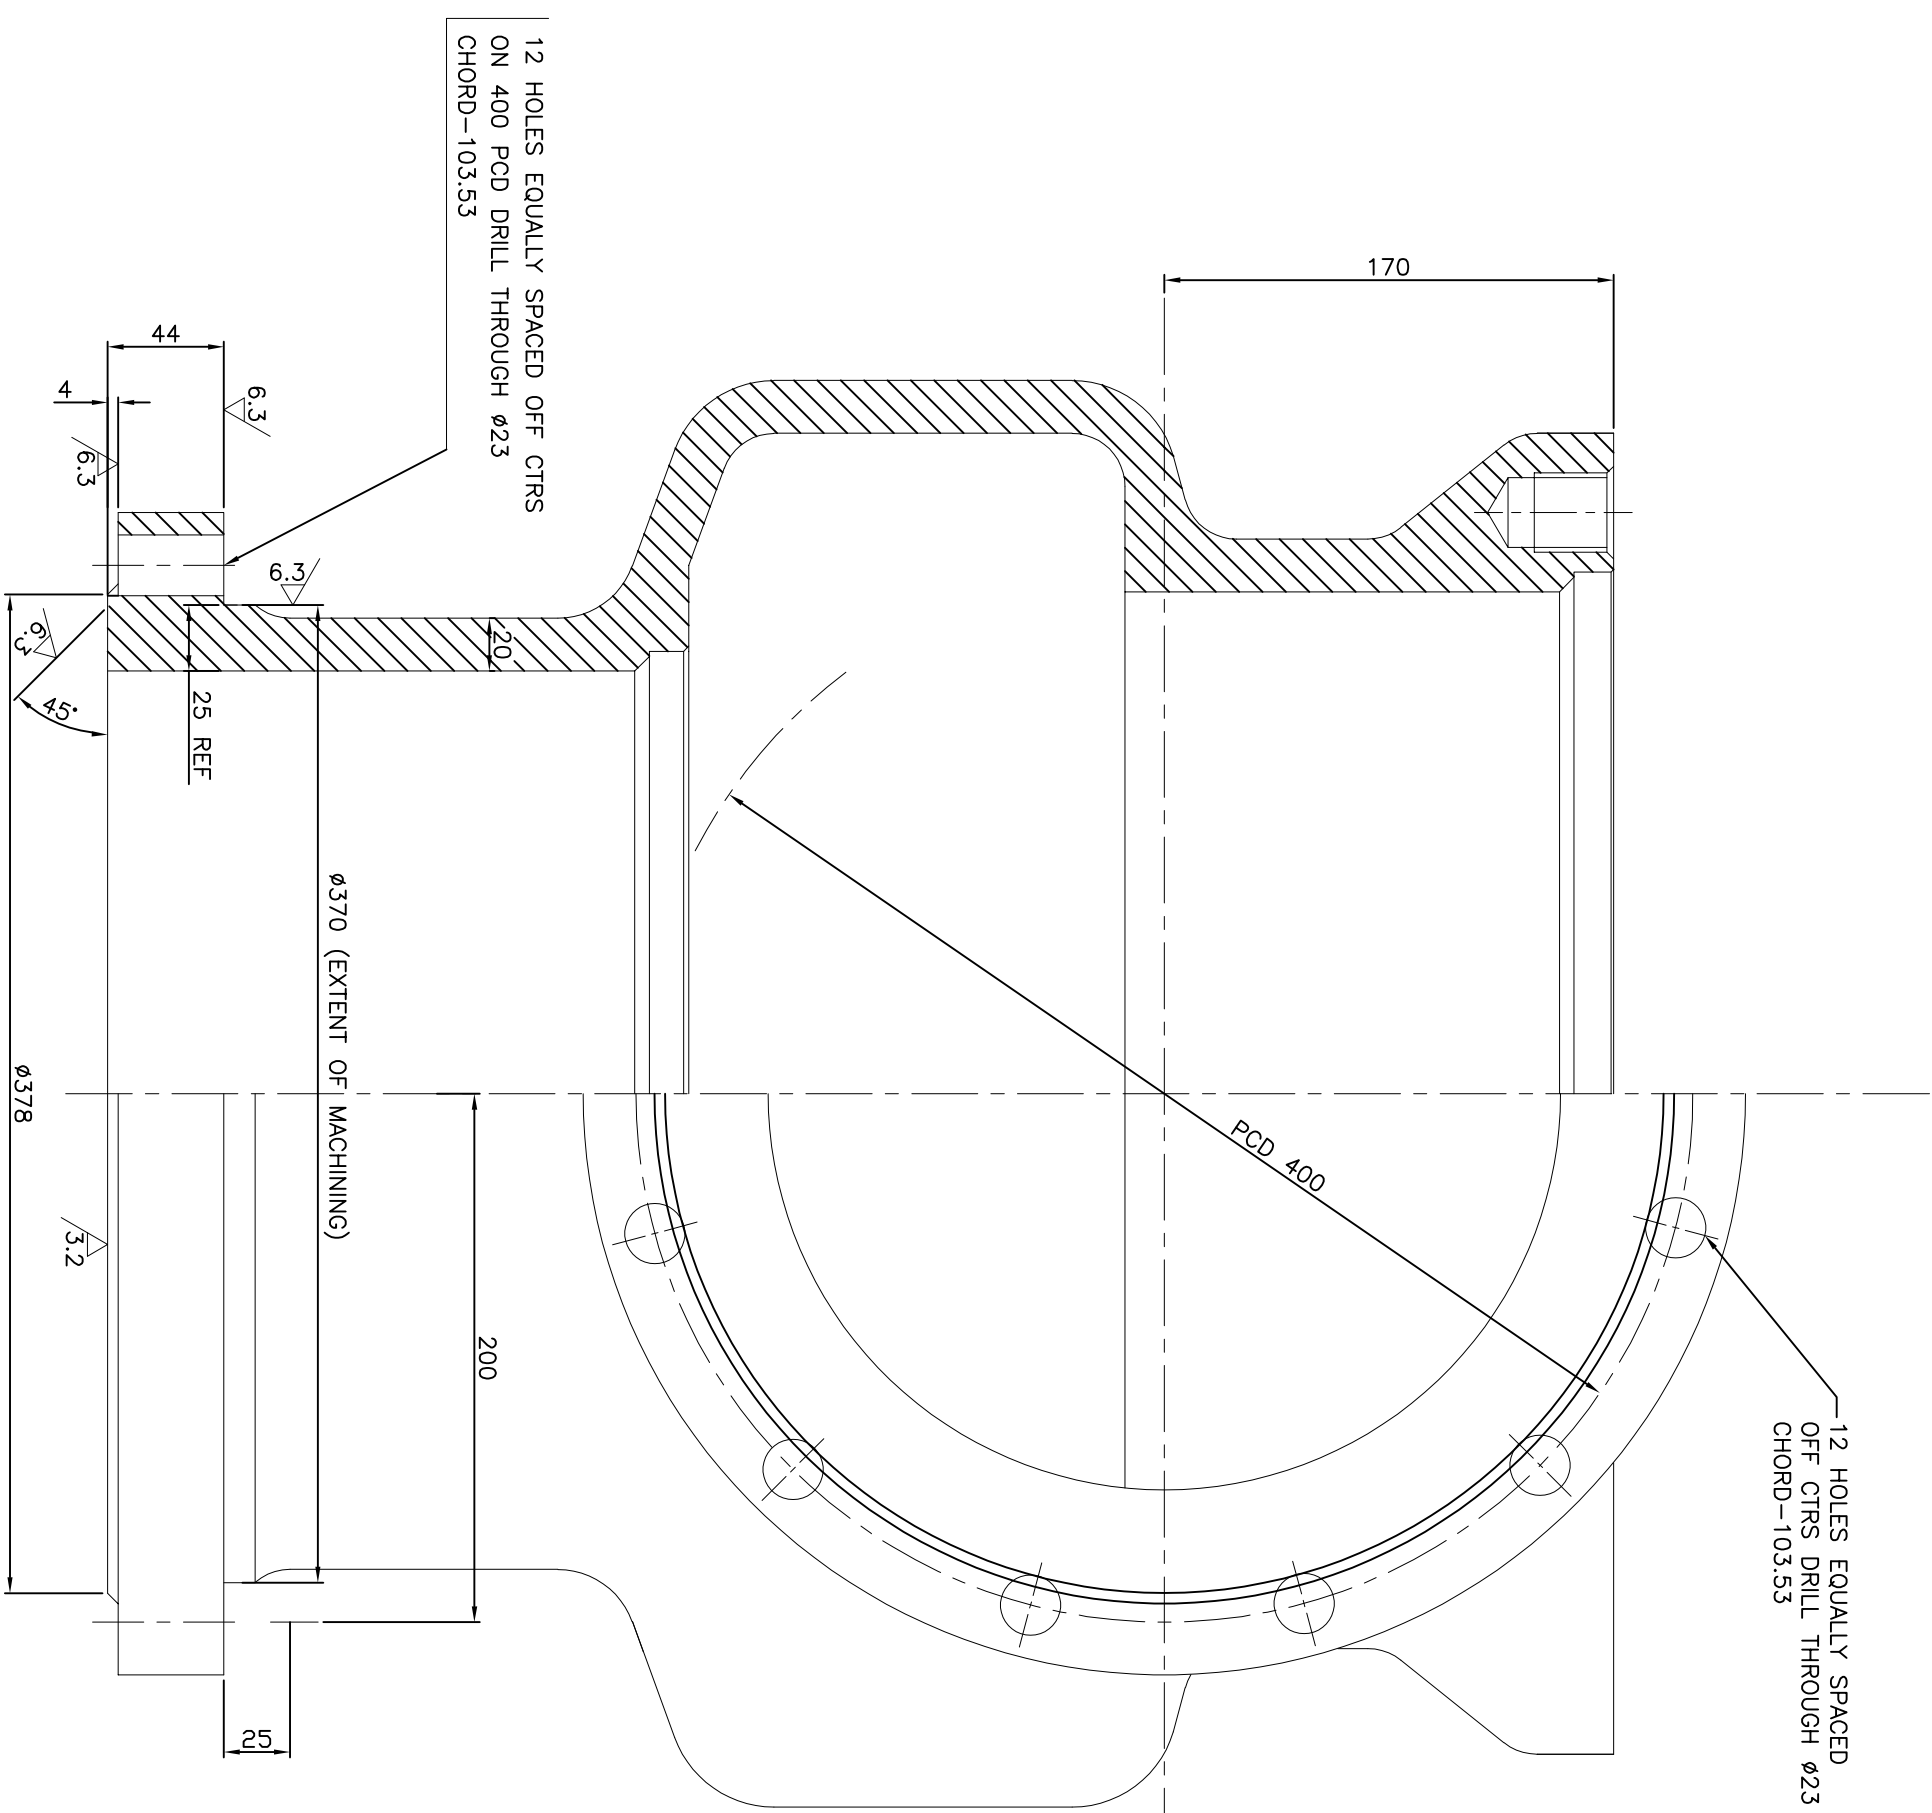 12 HOLES EQUALLY SPACED OFF CTRS
ON 400 PCD DRILL THROUGH ø23
CHORD-103.53
170
44
4
6.3
6.3
6.3
6.3
45°
20
25 REF
ø370 (EXTENT OF MACHINING)
ø378
3.2
200
25
PCD 400
12 HOLES EQUALLY SPACED
OFF CTRS DRILL THROUGH ø23
CHORD-103.53